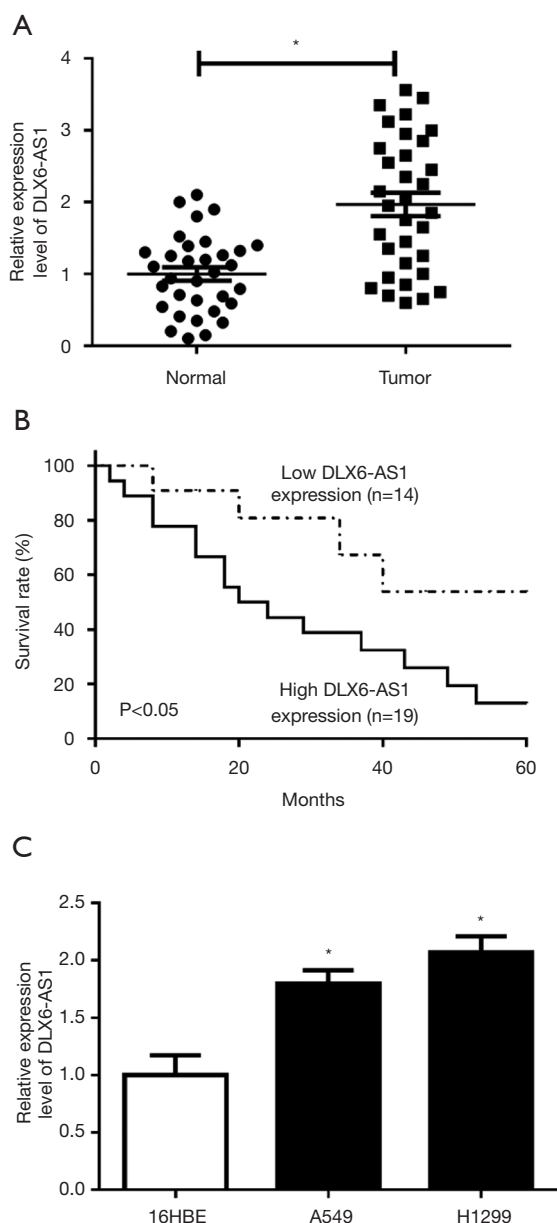 A
Relative expression
level of DLX6-AS1
4
3
2
1
0
*
Normal
Tumor
B
Survival rate (%)
100
80
60
40
20
0
Low DLX6-AS1
expression (n=14)
High DLX6-AS1
expression (n=19)
P<0.05
0
20
40
60
Months
C
Relative expression
level of DLX6-AS1
2.5
2.0
1.5
1.0
0.5
0.0
*
*
16HBE
A549
H1299